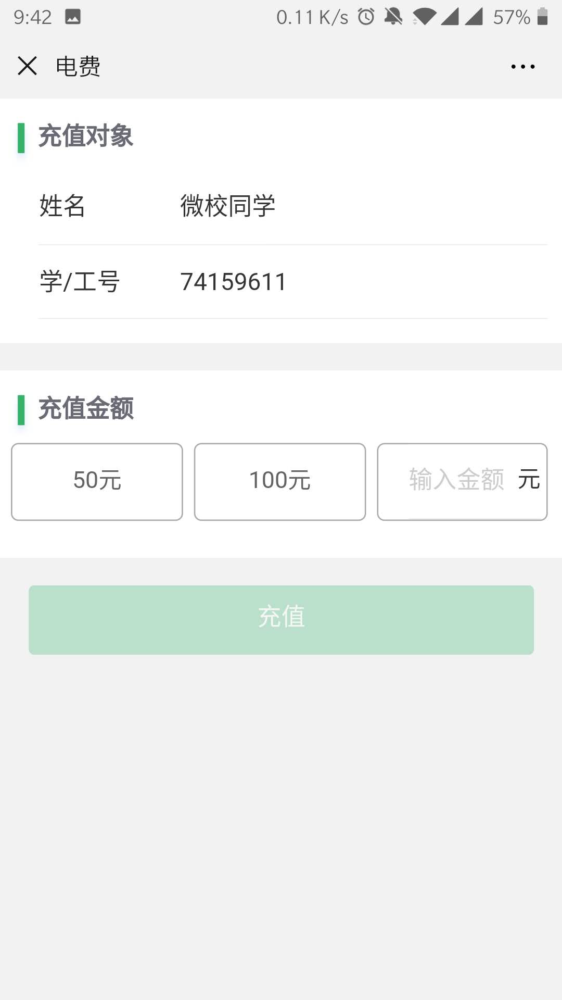 9:42 0.11 K/s 57%
电费
充值对象
姓名 微校同学
学/工号 74159611
充值金额
50元 100元 输入金额 元
充值